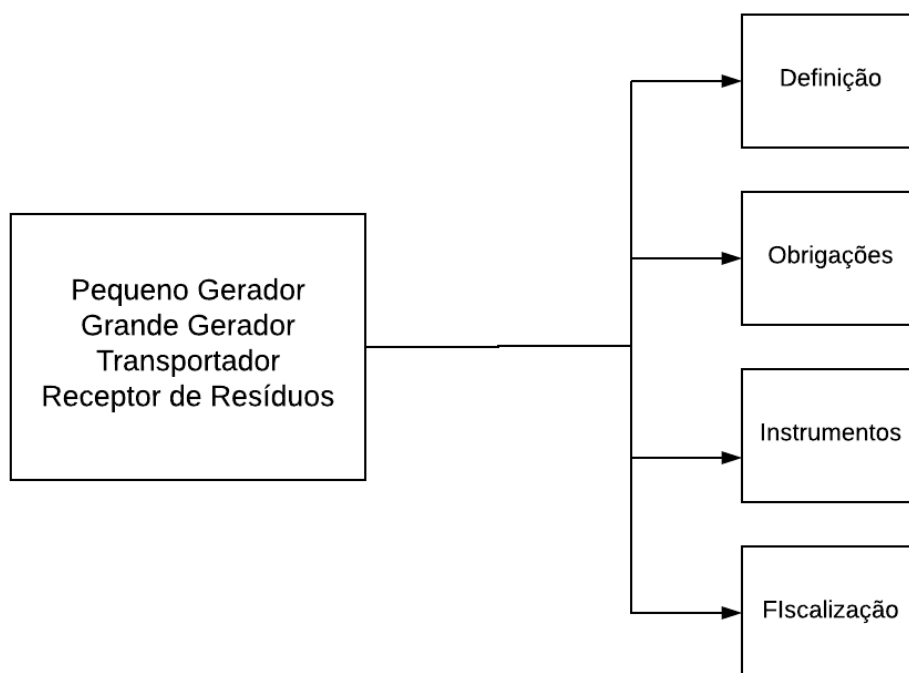 Pequeno Gerador
Grande Gerador
Transportador
Receptor de Resíduos
Definição
Obrigações
Instrumentos
FIscalização